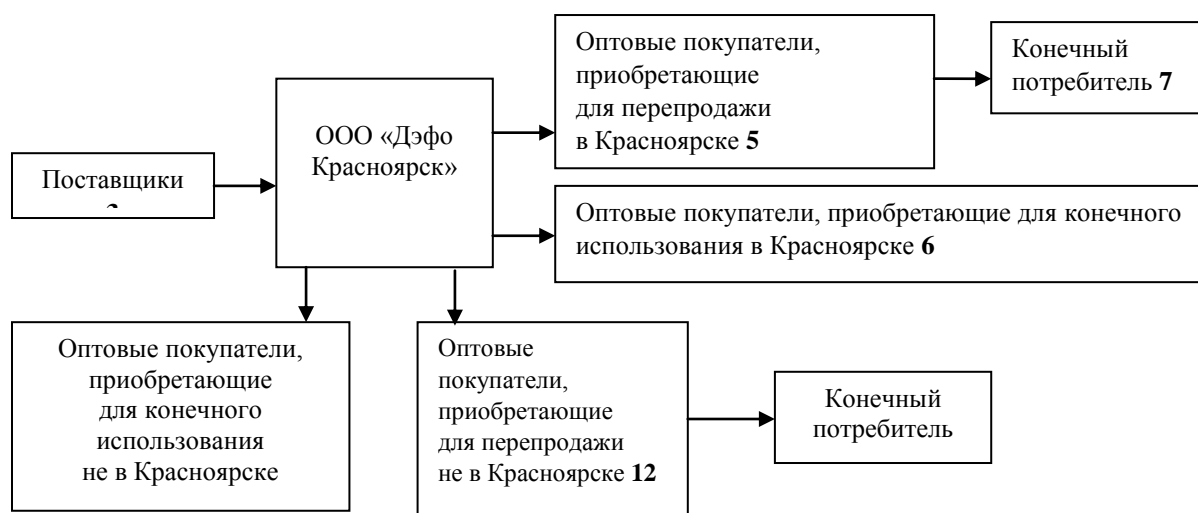 Оптовые покупатели,
приобретающие
для перепродажи
в Красноярске 5
Конечный
потребитель 7
ООО «Дэфо
Красноярск»
Поставщики
Оптовые покупатели, приобретающие для конечного
использования в Красноярске 6
Оптовые покупатели,
приобретающие
для конечного
использования
не в Красноярске
Оптовые
покупатели,
приобретающие
для перепродажи
не в Красноярске 12
Конечный
потребитель